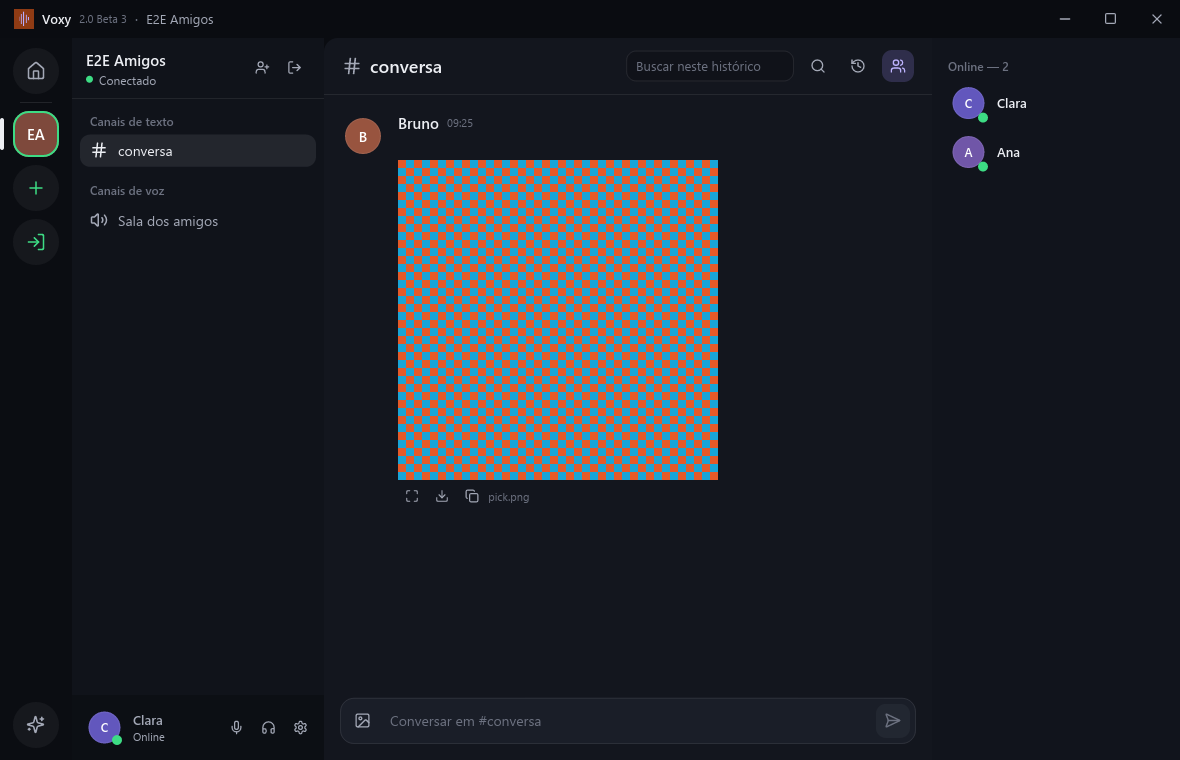 Voxy 2.0 Beta 3 · E2E Amigos
E2E Amigos
Conectado
EA
Canais de texto
conversa
Canais de voz
Sala dos amigos
C
Clara
Online
# conversa
Buscar neste histórico
B
Bruno 09:25
pick.png
Conversar em #conversa
Online — 2
C Clara
A Ana